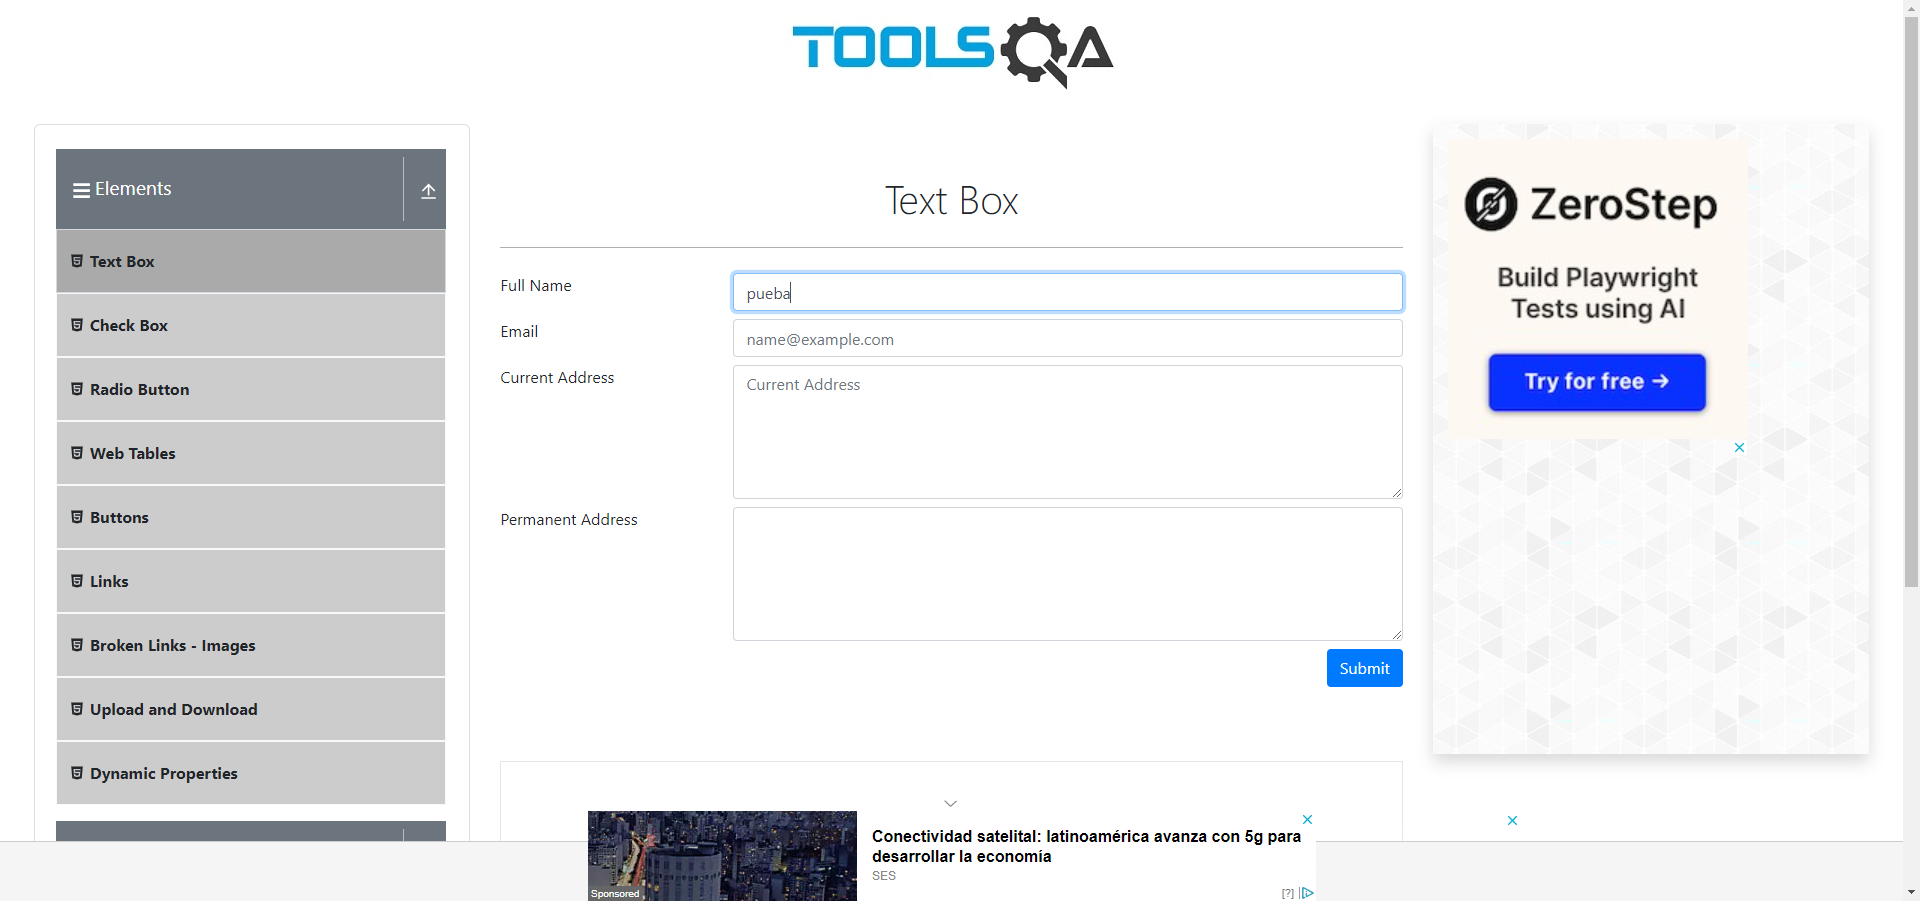 TOOLSQA
Elements
Text Box
Check Box
Radio Button
Web Tables
Buttons
Links
Broken Links - Images
Upload and Download
Dynamic Properties
Text Box
Full Name
pueba
Email
name@example.com
Current Address
Current Address
Permanent Address
Submit
ZeroStep
Build Playwright
Tests using AI
Try for free →
Conectividad satelital: latinoamérica avanza con 5g para
desarrollar la economía
SES
Sponsored
[?]